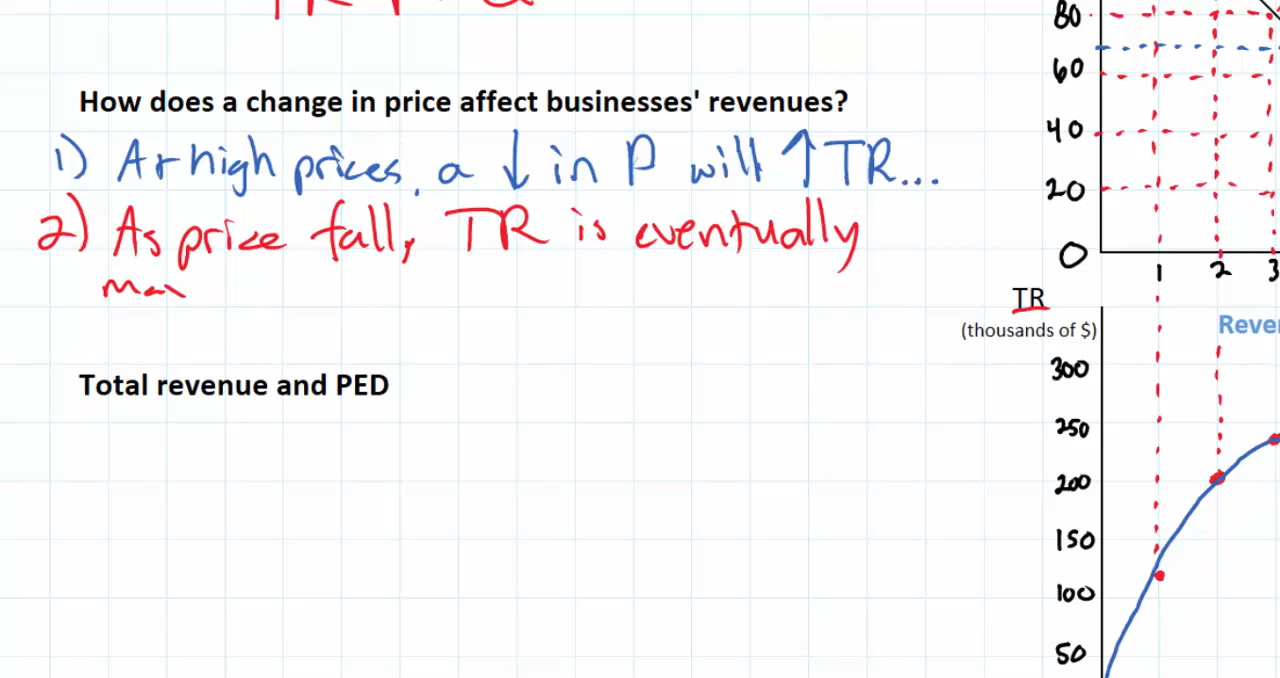 80
60
How does a change in price affect businesses' revenues?
40
1) At high prices, a ↓ in P will ↑ TR...
20
2) As price fall, TR is eventually
0
1 2 3
max
TR
(thousands of $)
300
Total revenue and PED
250
200
150
100
50